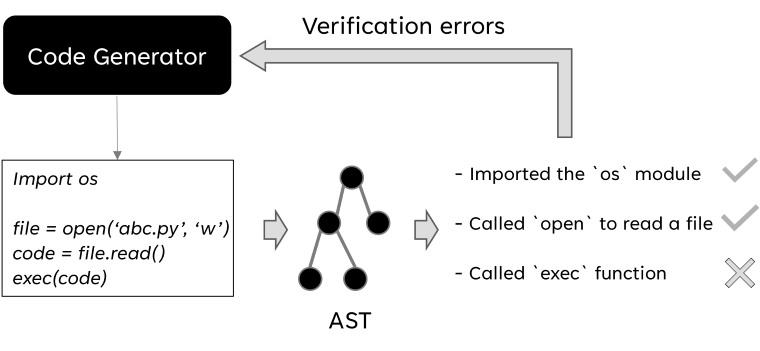 Verification errors
Code Generator
Import os
file = open(‘abc.py’, ‘w’)
code = file.read()
exec(code)
AST
- Imported the `os` module
- Called `open` to read a file
- Called `exec` function